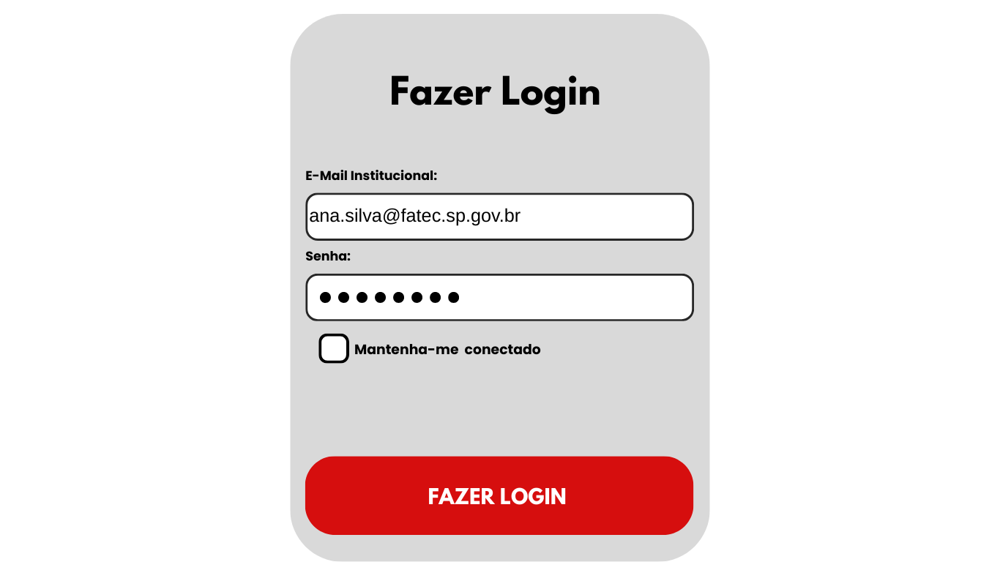 Fazer Login
E-Mail Institucional:
ana.silva@fatec.sp.gov.br
Senha:
Mantenha-me conectado
FAZER LOGIN